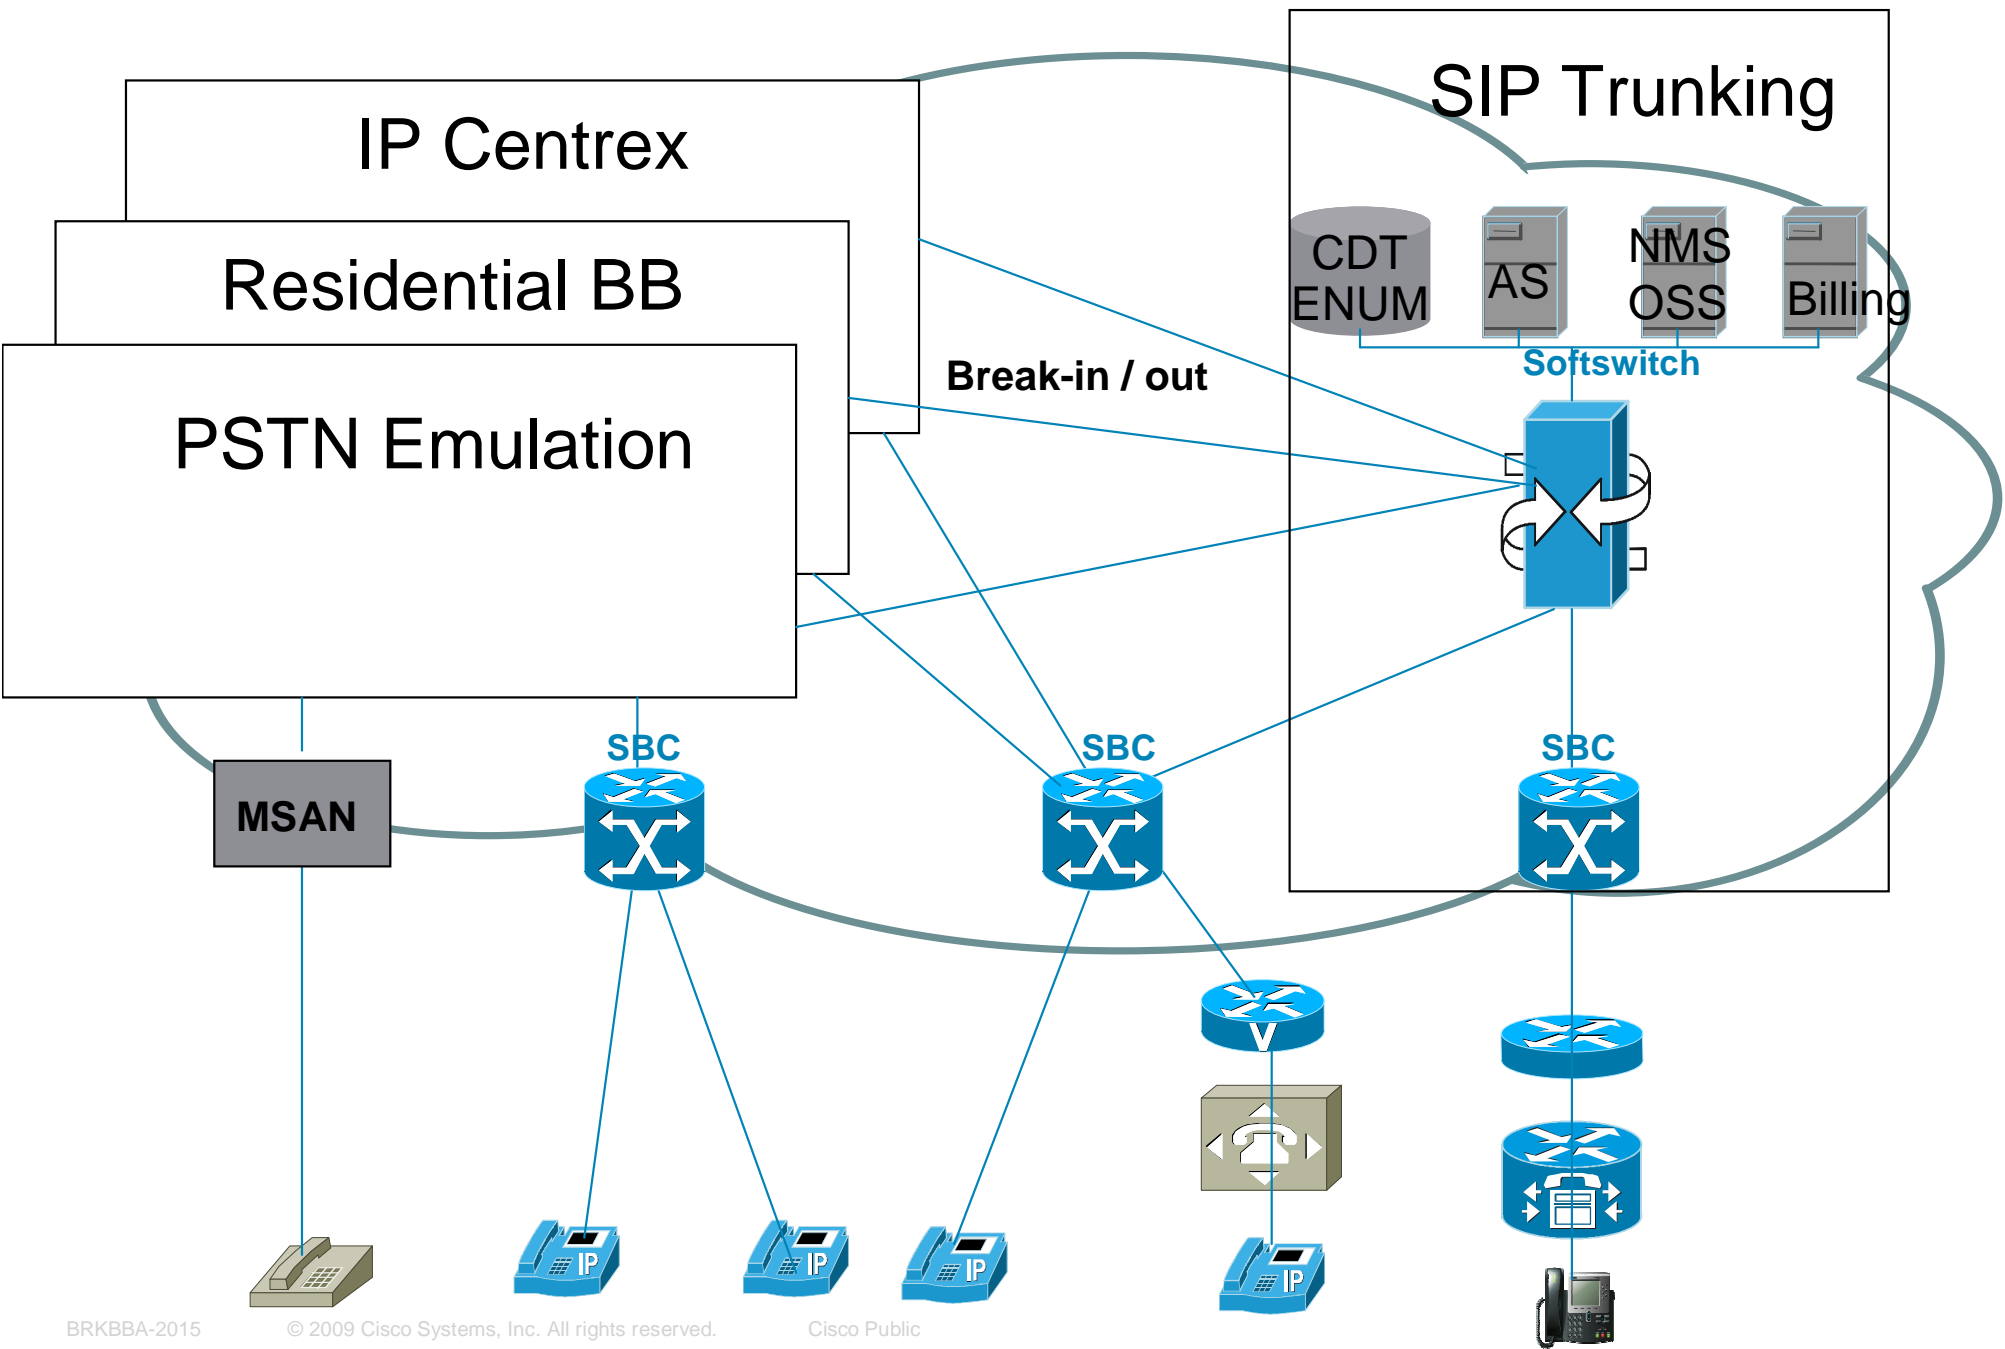 SIP Trunking
IP Centrex
Residential BB
PSTN Emulation
CDT
ENUM
AS
NMS
OSS
Billing
Softswitch
Break-in / out
SBC
SBC
SBC
MSAN
V
IP
IP
IP
IP
BRKBBA-2015 © 2009 Cisco Systems, Inc. All rights reserved. Cisco Public